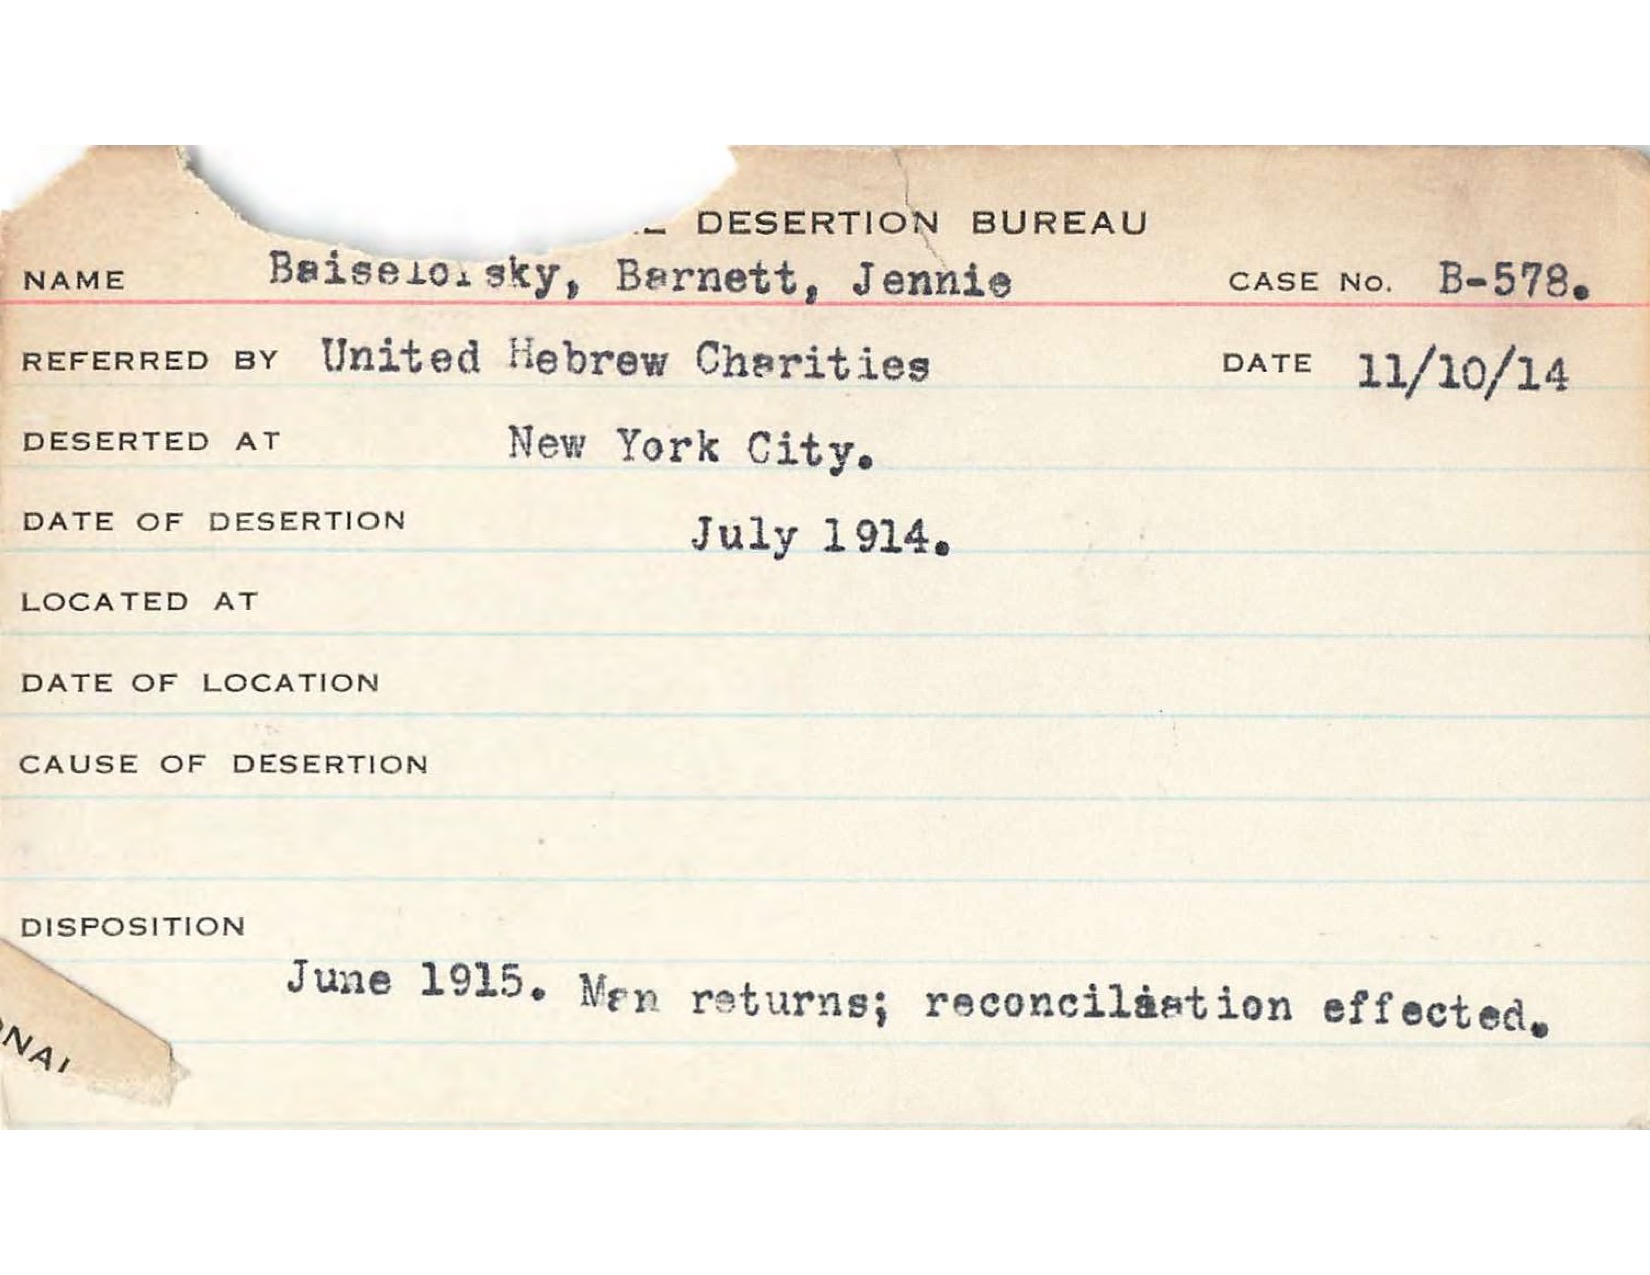 DESERTION BUREAU
NAME Barnett, Jennie CASE No. B-578.
REFERRED BY United Hebrew Charities DATE 11/10/14
DESERTED AT New York City.
DATE OF DESERTION July 1914.
LOCATED AT
DATE OF LOCATION
CAUSE OF DESERTION
DISPOSITION
June 1915. Man returns; reconciliation effected.